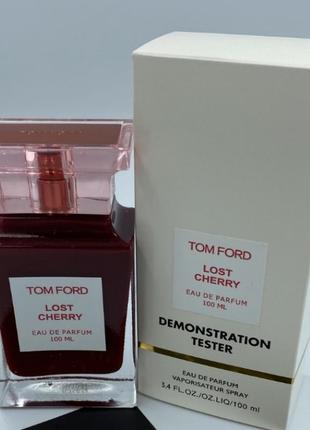 TOM FORD
LOST CHERRY
EAU DE PARFUM
100 ML
TOM FORD
LOST
CHERRY
EAU DE PARFUM
100 ML
DEMONSTRATION
TESTER
EAU DE PARFUM
VAPORISATEUR SPRAY
3.4 FL.OZ./OZ.LIQ/100 ml